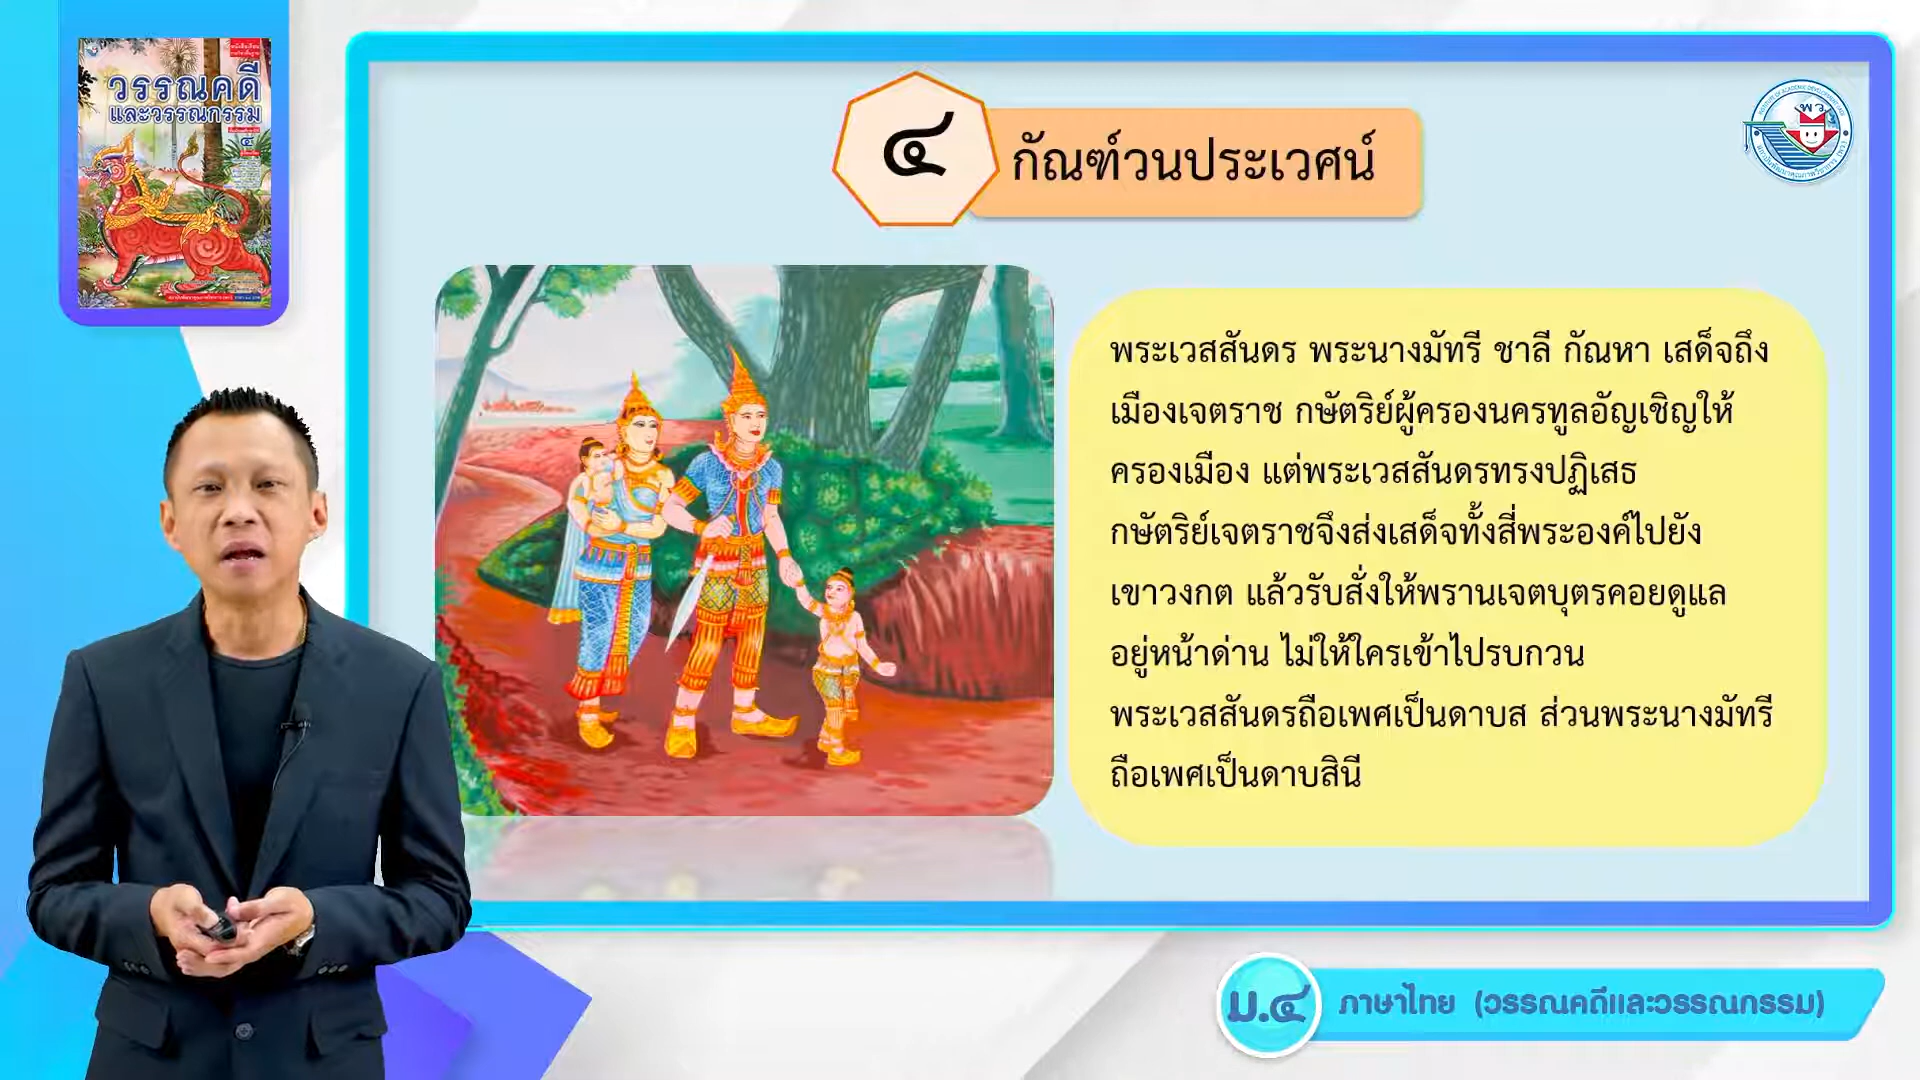 วรรณคดี
และวรรณกรรม
๔
๔
กัณฑ์วนประเวศน์
พว
พระเวสสันดร พระนางมัทรี ชาลี กัณหา เสด็จถึง
เมืองเจตราช กษัตริย์ผู้ครองนครทูลอัญเชิญให้
ครองเมือง แต่พระเวสสันดรทรงปฏิเสธ
กษัตริย์เจตราชจึงส่งเสด็จทั้งสี่พระองค์ไปยัง
เขาวงกต แล้วรับสั่งให้พรานเจตบุตรคอยดูแล
อยู่หน้าด่าน ไม่ให้ใครเข้าไปรบกวน
พระเวสสันดรถือเพศเป็นดาบส ส่วนพระนางมัทรี
ถือเพศเป็นดาบสินี
ม.๔ ภาษาไทย (วรรณคดีและวรรณกรรม)